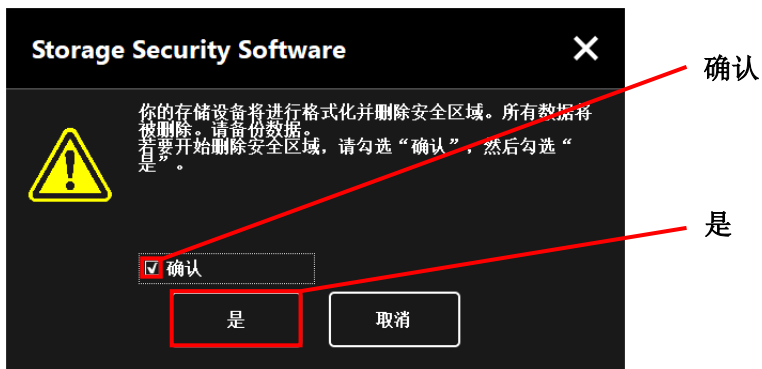 Storage Security Software
确认
你的存储设备将进行格式化并删除安全区域。所有数据将
被删除。请备份数据。
若要开始删除安全区域，请勾选“确认”，然后勾选“
是”。
是
确认
是
取消